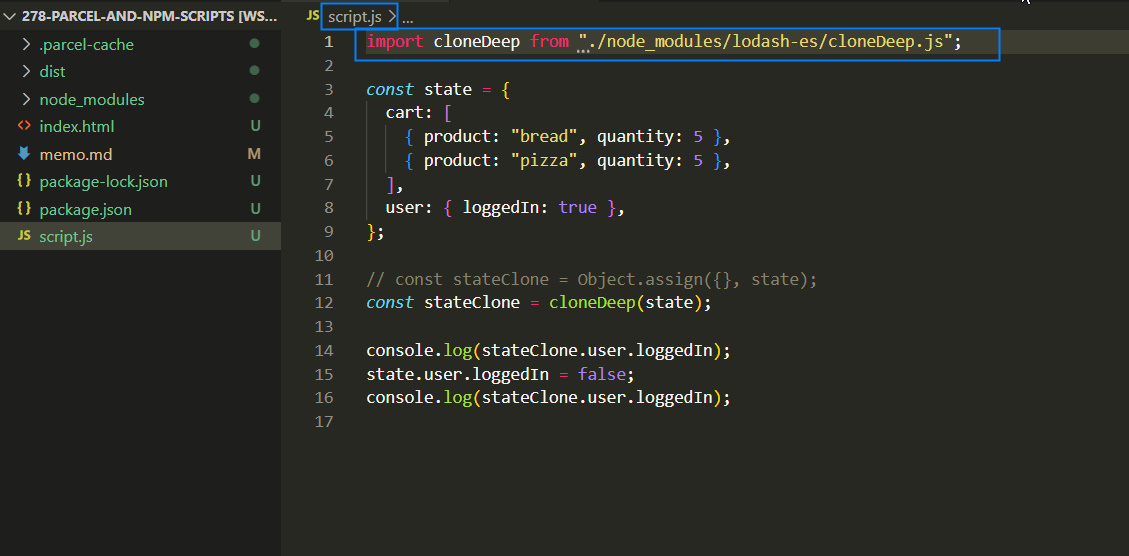 278-PARCEL-AND-NPM-SCRIPTS [WS...
.parcel-cache
dist
node_modules
index.html U
memo.md M
{} package-lock.json U
{} package.json U
JS script.js U
JS script.js > ...
1 import cloneDeep from "./node_modules/lodash-es/cloneDeep.js";
2
3 const state = {
4 cart: [
5 { product: "bread", quantity: 5 },
6 { product: "pizza", quantity: 5 },
7 ],
8 user: { loggedIn: true },
9 };
10
11 // const stateClone = Object.assign({}, state);
12 const stateClone = cloneDeep(state);
13
14 console.log(stateClone.user.loggedIn);
15 state.user.loggedIn = false;
16 console.log(stateClone.user.loggedIn);
17